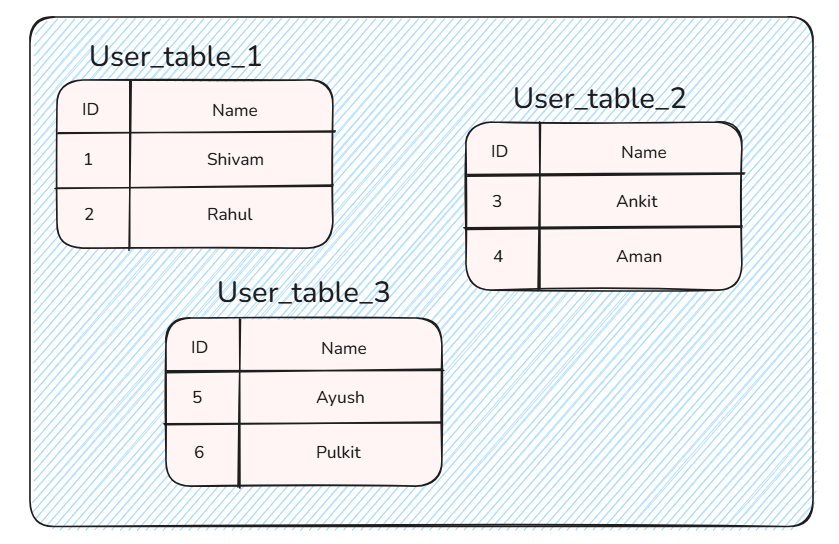 User_table_1
ID Name
1 Shivam
2 Rahul
User_table_2
ID Name
3 Ankit
4 Aman
User_table_3
ID Name
5 Ayush
6 Pulkit